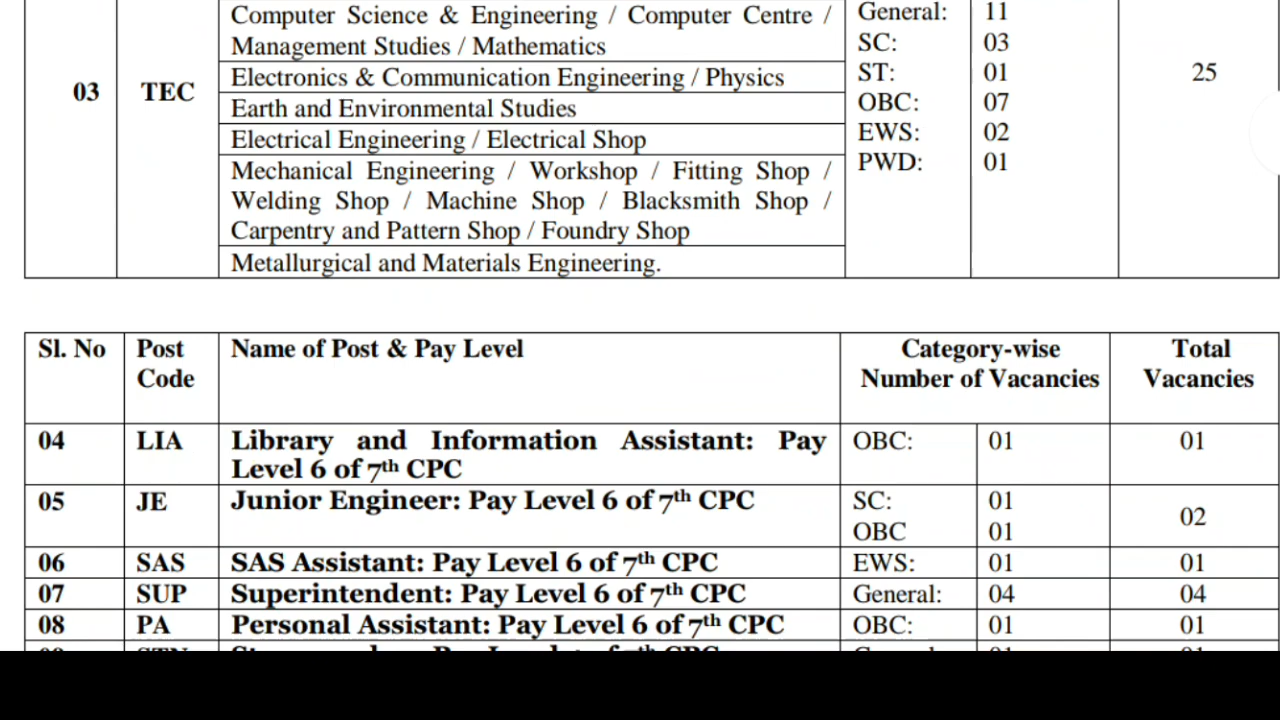 Computer Science & Engineering / Computer Centre / General: 11
Management Studies / Mathematics SC: 03
Electronics & Communication Engineering / Physics ST: 01 25
03 TEC
Earth and Environmental Studies OBC: 07
Electrical Engineering / Electrical Shop EWS: 02
Mechanical Engineering / Workshop / Fitting Shop / PWD: 01
Welding Shop / Machine Shop / Blacksmith Shop /
Carpentry and Pattern Shop / Foundry Shop
Metallurgical and Materials Engineering.
Sl. No Post Name of Post & Pay Level Category-wise Total
Code Number of Vacancies Vacancies
04 LIA Library and Information Assistant: Pay OBC: 01 01
Level 6 of 7th CPC
05 JE Junior Engineer: Pay Level 6 of 7th CPC SC: 01 02
OBC 01
06 SAS SAS Assistant: Pay Level 6 of 7th CPC EWS: 01 01
07 SUP Superintendent: Pay Level 6 of 7th CPC General: 04 04
08 PA Personal Assistant: Pay Level 6 of 7th CPC OBC: 01 01